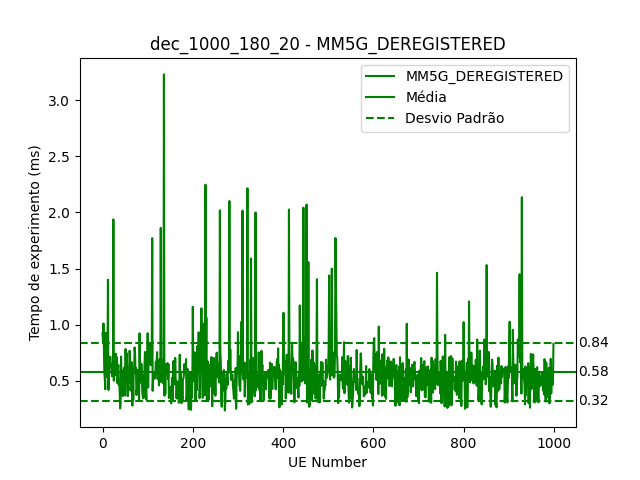 dec_1000_180_20 - MM5G_DEREGISTERED
MM5G_DEREGISTERED
Média
Desvio Padrão
Tempo de experimento (ms)
3.0
2.5
2.0
1.5
1.0
0.5
0.84
0.58
0.32
0 200 400 600 800 1000
UE Number